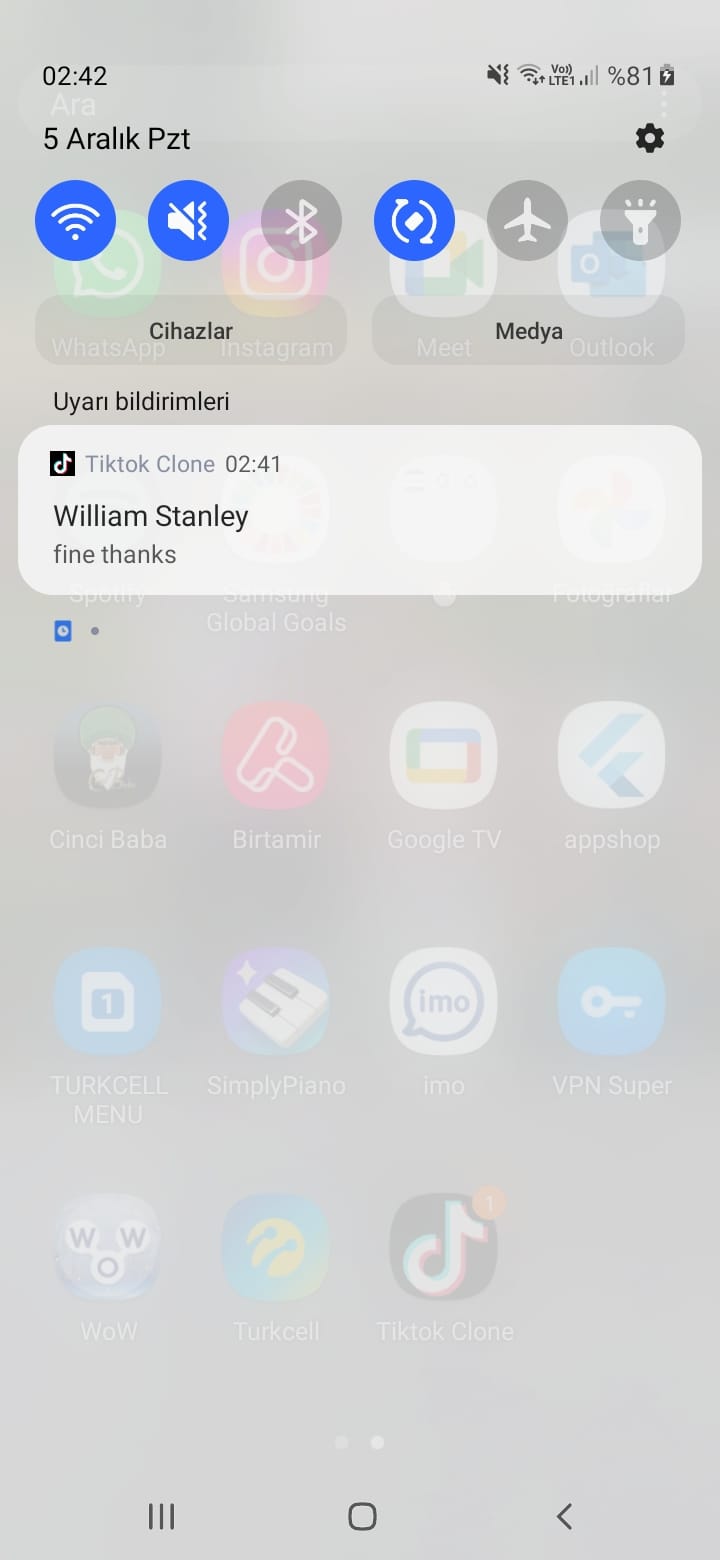 02:42
Vo)) LTE1 %81
Ara
5 Aralık Pzt
Cihazlar
Medya
WhatsApp
Instagram
Meet
Outlook
Uyarı bildirimleri
Tiktok Clone 02:41
William Stanley
fine thanks
Spotify
Samsung
Global Goals
Fotoğraflar
Cinci Baba
Birtamir
Google TV
appshop
1
imo
TURKCELL
MENU
SimplyPiano
imo
VPN Super
W W
O
1
WoW
Turkcell
Tiktok Clone